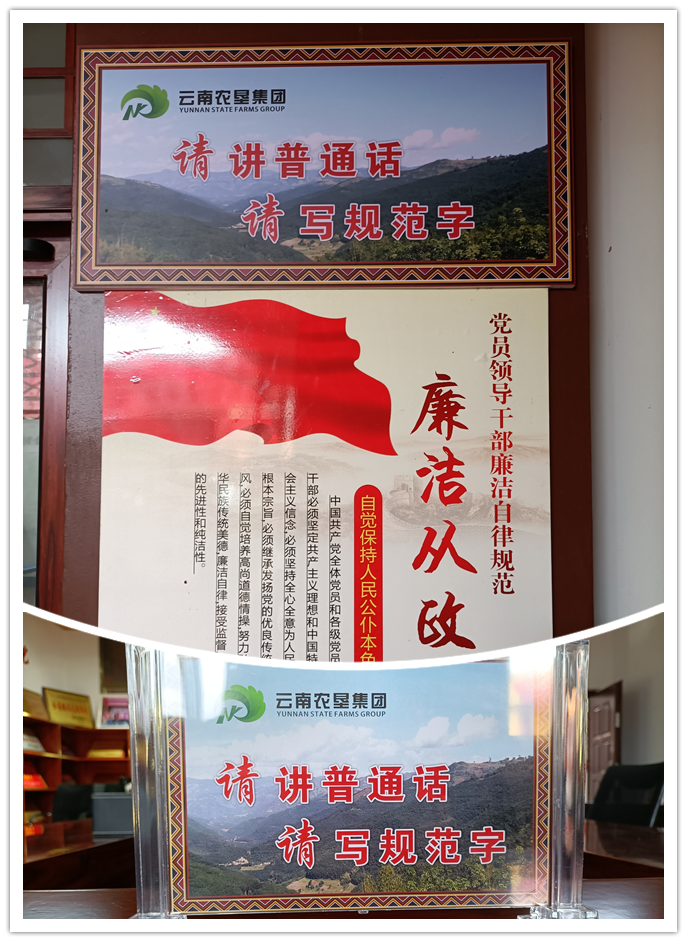 云南农垦集团
YUNNAN STATE FARMS GROUP
请讲普通话
请写规范字
党员领导干部廉洁自律规范
廉洁从政
自觉保持人民公仆本色
中国共产党全体党员和各级党员
干部必须坚定共产主义理想和中国特
会主义信念,必须坚持全心全意为人民
根本宗旨,必须继承发扬党的优良传统
风,必须自觉培养高尚道德情操,努力
华民族传统美德,廉洁自律,接受监督
的先进性和纯洁性。
云南农垦集团
YUNNAN STATE FARMS GROUP
请讲普通话
请写规范字